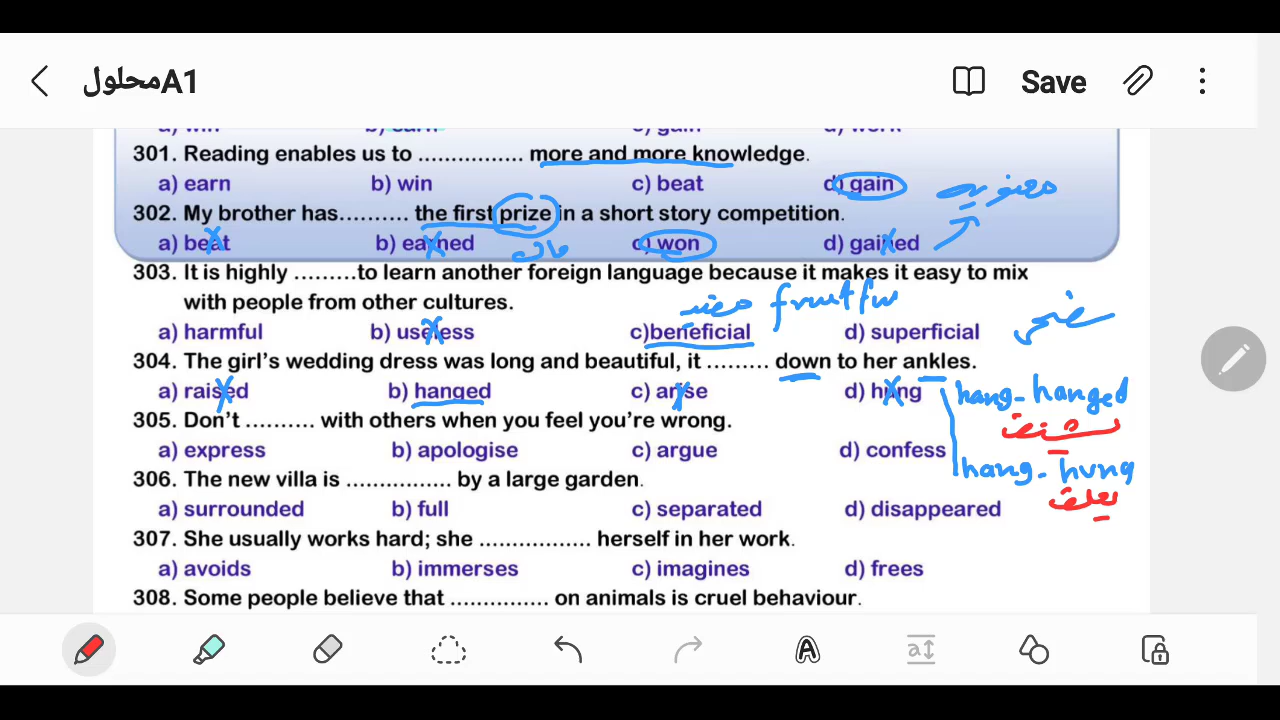 محلولA1
Save
a) win b) earn c) gain d) work
301. Reading enables us to ................ more and more knowledge.
a) earn b) win c) beat d) gain
معنويه
302. My brother has.......... the first prize in a short story competition.
a) beat b) earned c) won d) gained
303. It is highly .........to learn another foreign language because it makes it easy to mix
with people from other cultures.
مفيد fruitful
سطحى
a) harmful b) useless c)beneficial d) superficial
304. The girl's wedding dress was long and beautiful, it ......... down to her ankles.
a) raised b) hanged c) arise d) hung
hang - hanged
يشنق
305. Don't .......... with others when you feel you're wrong.
a) express b) apologise c) argue d) confess
hang - hung
يعلق
306. The new villa is ................ by a large garden.
a) surrounded b) full c) separated d) disappeared
307. She usually works hard; she ................. herself in her work.
a) avoids b) immerses c) imagines d) frees
308. Some people believe that ............... on animals is cruel behaviour.